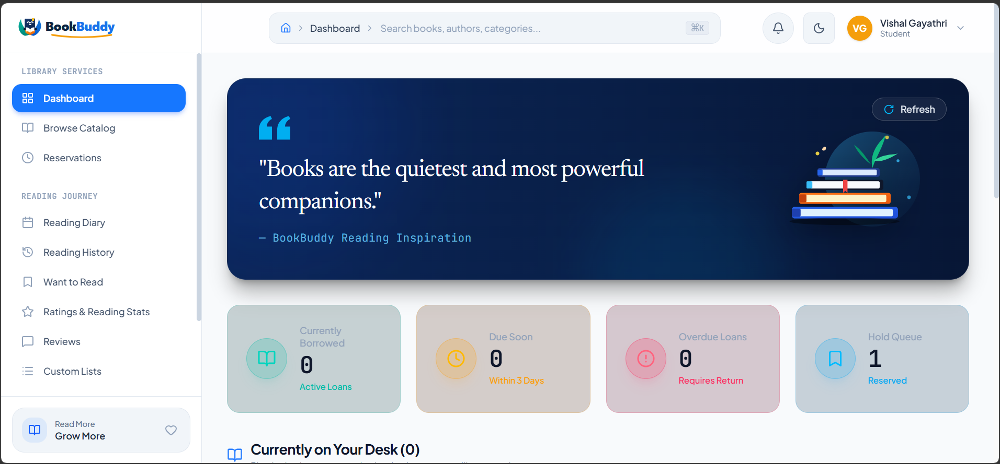 BookBuddy
Dashboard
Search books, authors, categories...
⌘K
VG
Vishal Gayathri
Student
LIBRARY SERVICES
Dashboard
Browse Catalog
Reservations
READING JOURNEY
Reading Diary
Reading History
Want to Read
Ratings & Reading Stats
Reviews
Custom Lists
Read More
Grow More
Refresh
"Books are the quietest and most powerful
companions."
— BookBuddy Reading Inspiration
Currently
Borrowed
0
Active Loans
Due Soon
0
Within 3 Days
Overdue Loans
0
Requires Return
Hold Queue
1
Reserved
Currently on Your Desk (0)